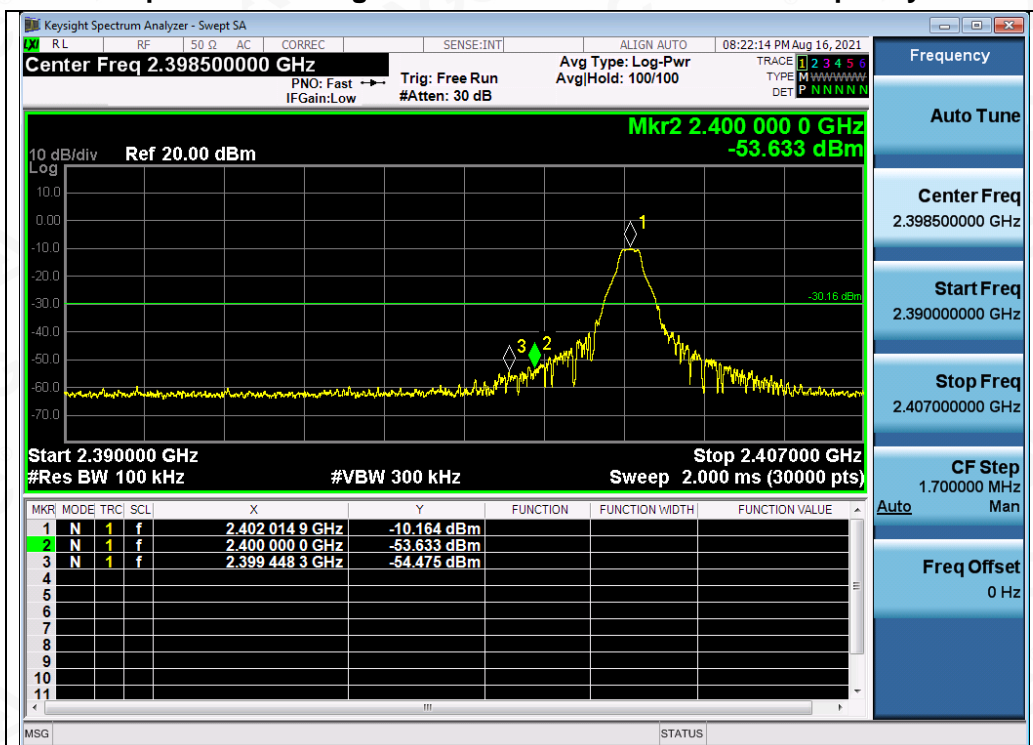 Keysight Spectrum Analyzer - Swept SA
LXI RL RF 50 Ω AC CORREC SENSE:INT ALIGN AUTO 08:22:14 PM Aug 16, 2021
Center Freq 2.398500000 GHz
PNO: Fast
IFGain:Low
Trig: Free Run
#Atten: 30 dB
Avg Type: Log-Pwr
Avg|Hold: 100/100
TRACE 1 2 3 4 5 6
TYPE M WWWWW
DET P N N N N N
Mkr2 2.400 000 0 GHz
-53.633 dBm
10 dB/div Ref 20.00 dBm
Log
10.0
0.00
-10.0
-20.0
-30.0
-40.0
-50.0
-60.0
-70.0
1
-30.16 dBm
3 2
Start 2.390000 GHz Stop 2.407000 GHz
#Res BW 100 kHz #VBW 300 kHz Sweep 2.000 ms (30000 pts)
MKR MODE TRC SCL X Y FUNCTION FUNCTION WIDTH FUNCTION VALUE
1 N 1 f 2.402 014 9 GHz -10.164 dBm
2 N 1 f 2.400 000 0 GHz -53.633 dBm
3 N 1 f 2.399 448 3 GHz -54.475 dBm
4
5
6
7
8
9
10
11
MSG STATUS
Frequency
Auto Tune
Center Freq
2.398500000 GHz
Start Freq
2.390000000 GHz
Stop Freq
2.407000000 GHz
CF Step
1.700000 MHz
Auto Man
Freq Offset
0 Hz